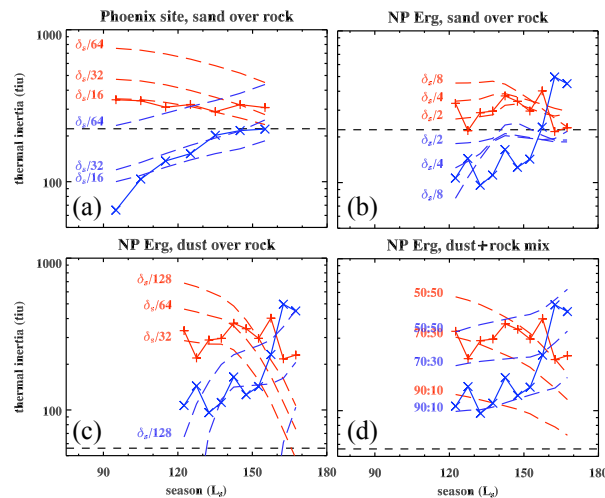 Phoenix site, sand over rock
NP Erg, sand over rock
thermal inertia (tiu)
1000
100
δs/64
δs/32
δs/16
δs/64
δs/32
δs/16
(a)
δs/8
δs/4
δs/2
δs/2
δs/4
δs/8
(b)
NP Erg, dust over rock
NP Erg, dust+rock mix
thermal inertia (tiu)
1000
100
δs/128
δs/64
δs/32
δs/128
(c)
50:50
50:50
70:30
70:30
90:10
90:10
(d)
90 120 150 180
90 120 150 180
season (Ls)
season (Ls)